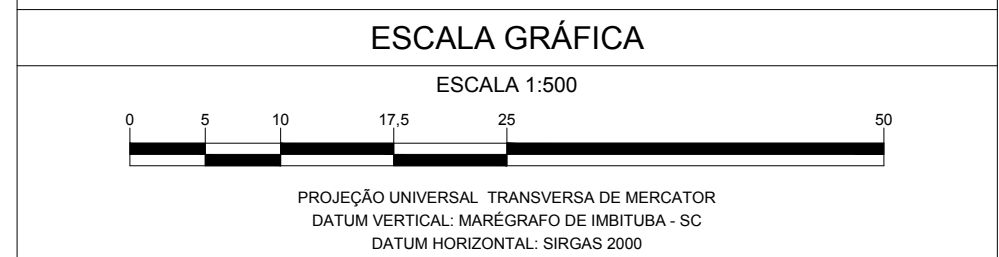 ESCALA GRÁFICA
ESCALA 1:500
0 5 10 17,5 25 50
PROJEÇÃO UNIVERSAL TRANSVERSA DE MERCATOR
DATUM VERTICAL: MARÉGRAFO DE IMBITUBA - SC
DATUM HORIZONTAL: SIRGAS 2000